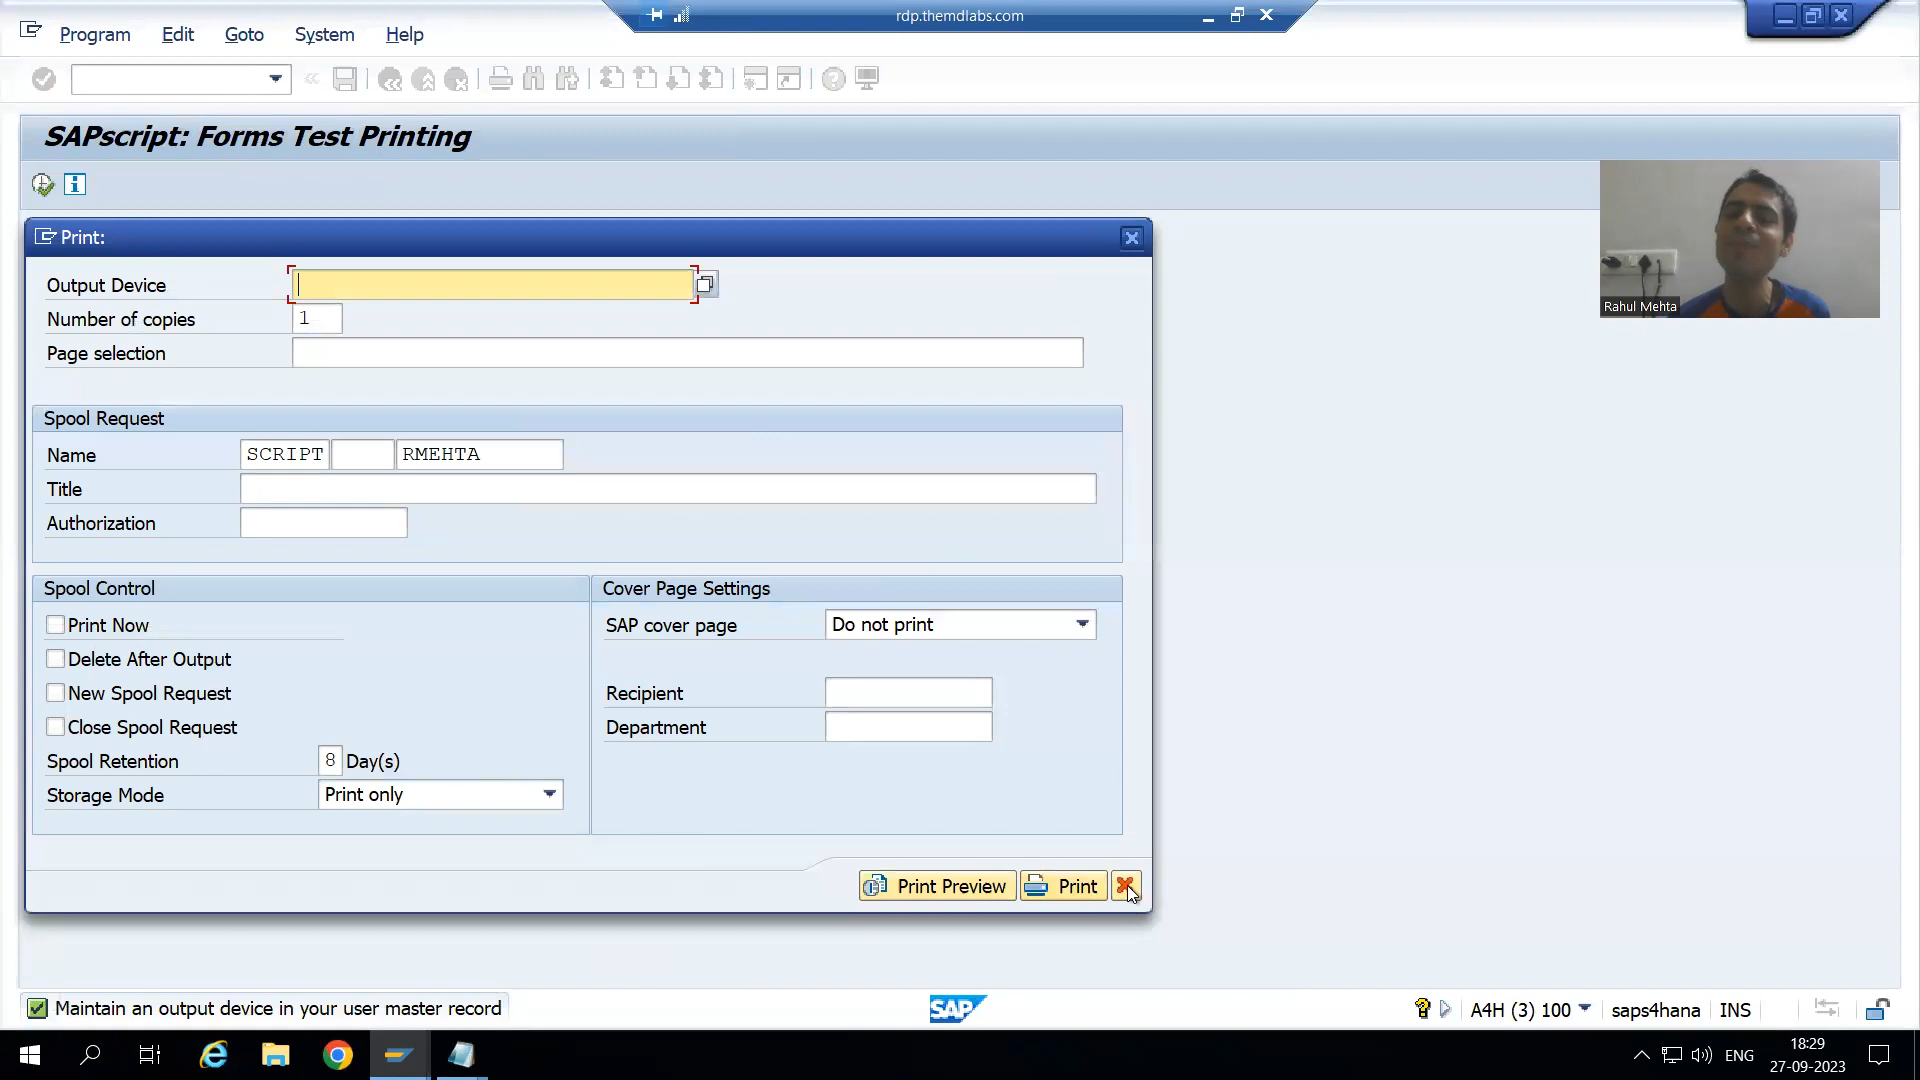 rdp.themdlabs.com
Program Edit Goto System Help
SAPscript: Forms Test Printing
Rahul Mehta
Print:
Output Device
Number of copies 1
Page selection
Spool Request
Name SCRIPT RMEHTA
Title
Authorization
Spool Control
Cover Page Settings
Print Now
SAP cover page Do not print
Delete After Output
New Spool Request
Recipient
Close Spool Request
Department
Spool Retention 8 Day(s)
Storage Mode Print only
Print Preview Print
Maintain an output device in your user master record
SAP
A4H (3) 100 saps4hana INS
ENG
18:29
27-09-2023